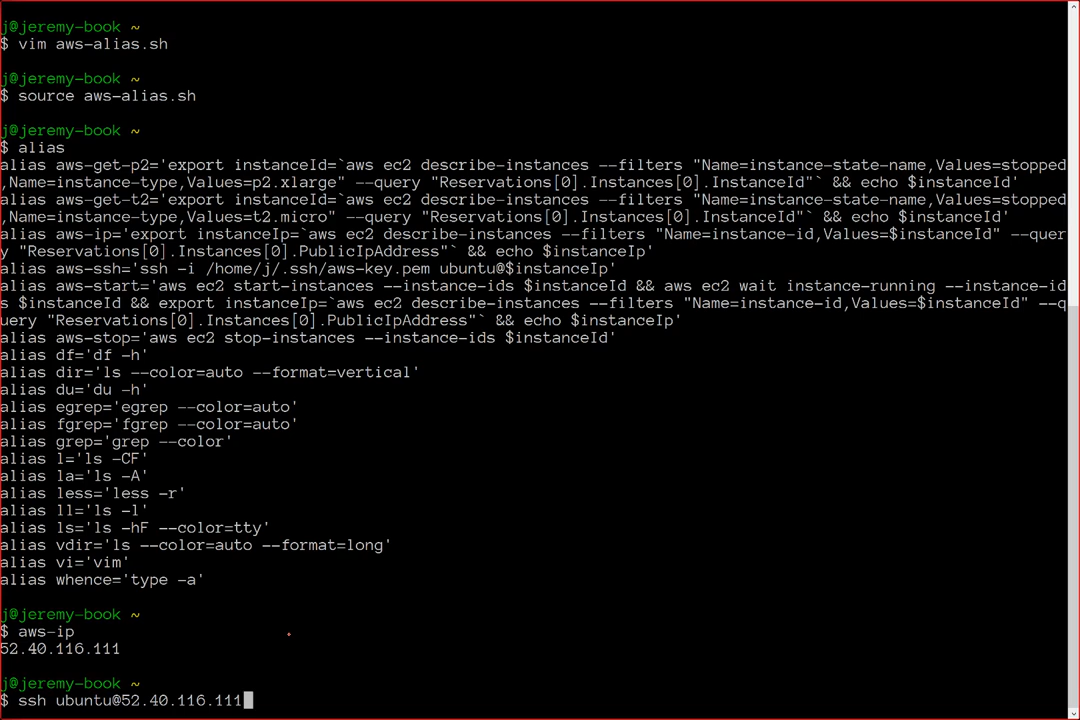 j@jeremy-book ~
$ vim aws-alias.sh
j@jeremy-book ~
$ source aws-alias.sh
j@jeremy-book ~
$ alias
alias aws-get-p2='export instanceId=`aws ec2 describe-instances --filters "Name=instance-state-name,Values=stopped
,Name=instance-type,Values=p2.xlarge" --query "Reservations[0].Instances[0].InstanceId"` && echo $instanceId'
alias aws-get-t2='export instanceId=`aws ec2 describe-instances --filters "Name=instance-state-name,Values=stopped
,Name=instance-type,Values=t2.micro" --query "Reservations[0].Instances[0].InstanceId"` && echo $instanceId'
alias aws-ip='export instanceIp=`aws ec2 describe-instances --filters "Name=instance-id,Values=$instanceId" --quer
y "Reservations[0].Instances[0].PublicIpAddress"` && echo $instanceIp'
alias aws-ssh='ssh -i /home/j/.ssh/aws-key.pem ubuntu@$instanceIp'
alias aws-start='aws ec2 start-instances --instance-ids $instanceId && aws ec2 wait instance-running --instance-id
s $instanceId && export instanceIp=`aws ec2 describe-instances --filters "Name=instance-id,Values=$instanceId" --q
uery "Reservations[0].Instances[0].PublicIpAddress"` && echo $instanceIp'
alias aws-stop='aws ec2 stop-instances --instance-ids $instanceId'
alias df='df -h'
alias dir='ls --color=auto --format=vertical'
alias du='du -h'
alias egrep='egrep --color=auto'
alias fgrep='fgrep --color=auto'
alias grep='grep --color'
alias l='ls -CF'
alias la='ls -A'
alias less='less -r'
alias ll='ls -l'
alias ls='ls -hF --color=tty'
alias vdir='ls --color=auto --format=long'
alias vi='vim'
alias whence='type -a'
j@jeremy-book ~
$ aws-ip
52.40.116.111
j@jeremy-book ~
$ ssh ubuntu@52.40.116.111